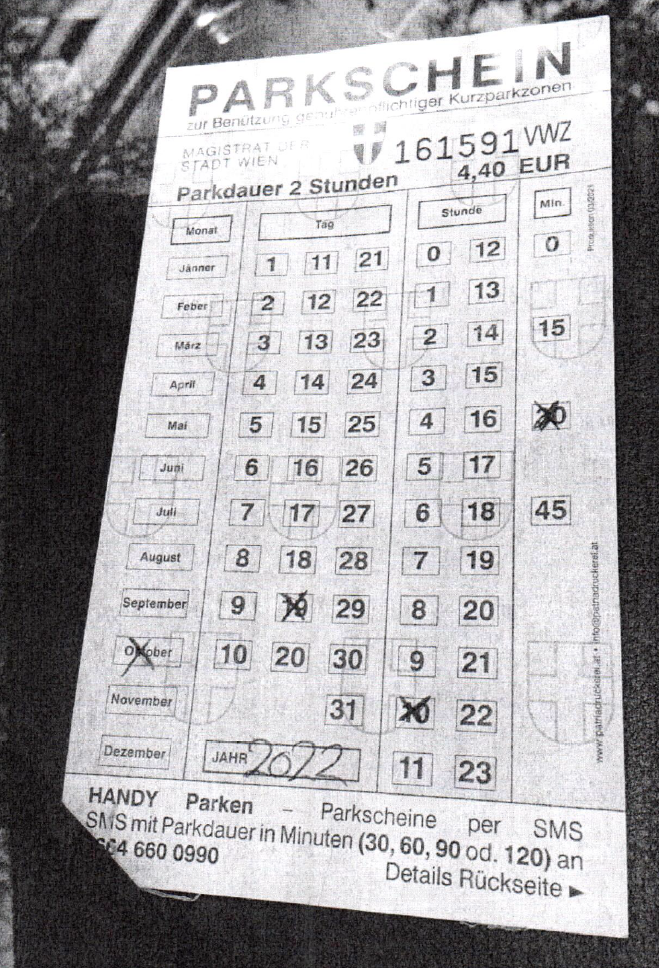 PARKSCHEIN
zur Benützung gebührenpflichtiger Kurzparkzonen
MAGISTRAT DER
STADT WIEN
161591 VWZ
Parkdauer 2 Stunden 4,40 EUR
Monat Tag Stunde Min.
Jänner 1 11 21 0 12 0
Feber 2 12 22 1 13
März 3 13 23 2 14 15
April 4 14 24 3 15
Mai 5 15 25 4 16 30
Juni 6 16 26 5 17
Juli 7 17 27 6 18 45
August 8 18 28 7 19
September 9 19 29 8 20
Oktober 10 20 30 9 21
November 31 10 22
Dezember JAHR 2022 11 23
HANDY Parken – Parkscheine per SMS
SMS mit Parkdauer in Minuten (30, 60, 90 od. 120) an
664 660 0990
Details Rückseite ►
www.patriadruckerei.at • info@patriadruckerei.at